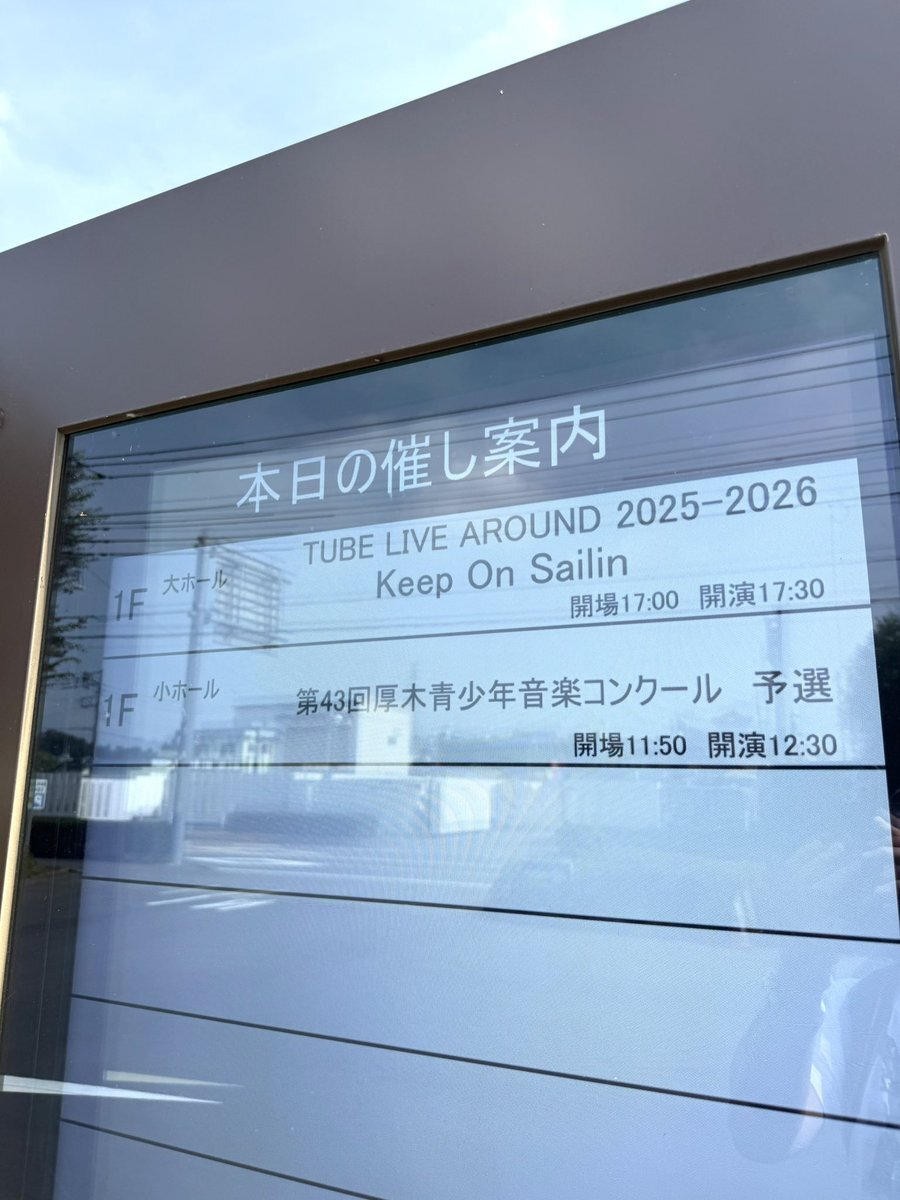 本日の催し案内
1F 大ホール
TUBE LIVE AROUND 2025-2026
Keep On Sailin
開場17:00 開演17:30
1F 小ホール
第43回厚木青少年音楽コンクール 予選
開場11:50 開演12:30